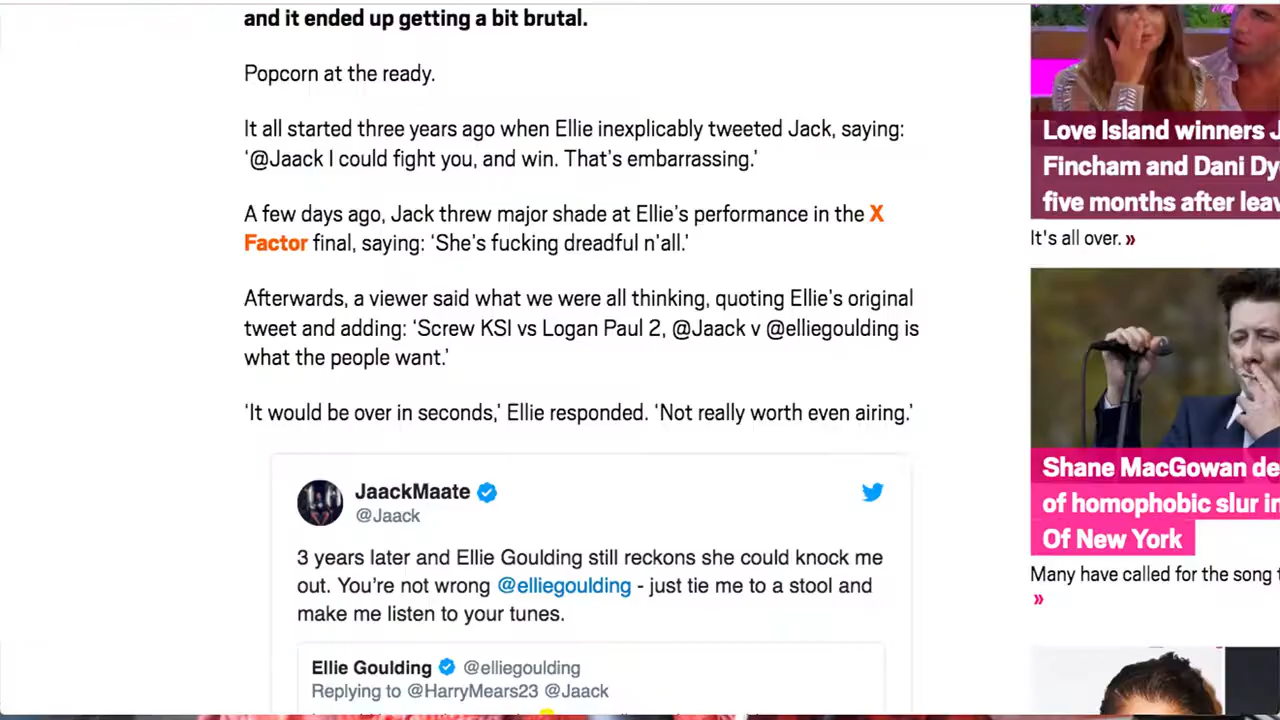 and it ended up getting a bit brutal.
Popcorn at the ready.
It all started three years ago when Ellie inexplicably tweeted Jack, saying:
‘@Jaack I could fight you, and win. That’s embarrassing.’
A few days ago, Jack threw major shade at Ellie’s performance in the X
Factor final, saying: ‘She’s fucking dreadful n’all.’
Afterwards, a viewer said what we were all thinking, quoting Ellie’s original
tweet and adding: ‘Screw KSI vs Logan Paul 2, @Jaack v @elliegoulding is
what the people want.’
‘It would be over in seconds,’ Ellie responded. ‘Not really worth even airing.’
JaackMaate
@Jaack
3 years later and Ellie Goulding still reckons she could knock me
out. You’re not wrong @elliegoulding - just tie me to a stool and
make me listen to your tunes.
Ellie Goulding @elliegoulding
Replying to @HarryMears23 @Jaack
Love Island winners J
Fincham and Dani Dy
five months after leav
It's all over. »
Shane MacGowan de
of homophobic slur in
Of New York
Many have called for the song t
»